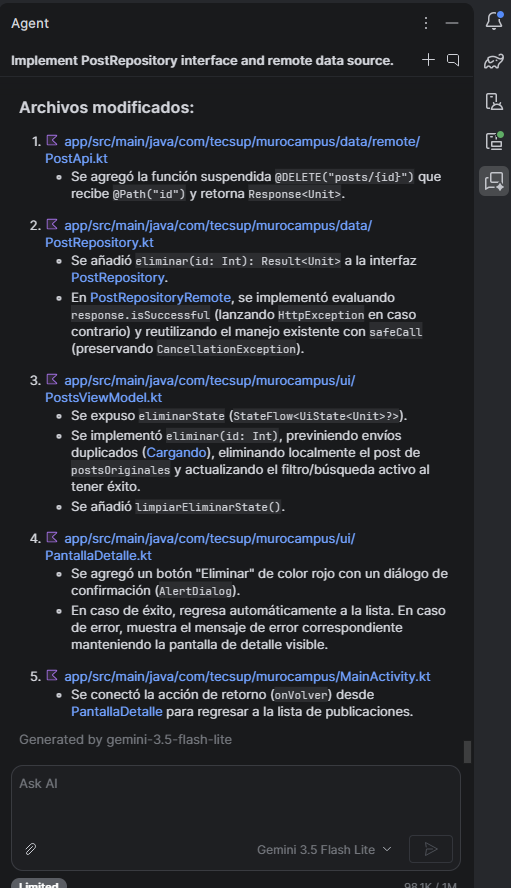 Agent
Implement PostRepository interface and remote data source.
Archivos modificados:
1. app/src/main/java/com/tecsup/murocampus/data/remote/
PostApi.kt
• Se agregó la función suspendida @DELETE("posts/{id}") que
recibe @Path("id") y retorna Response<Unit>.
2. app/src/main/java/com/tecsup/murocampus/data/
PostRepository.kt
• Se añadió eliminar(id: Int): Result<Unit> a la interfaz
PostRepository.
• En PostRepositoryRemote, se implementó evaluando
response.isSuccessful (lanzando HttpException en caso
contrario) y reutilizando el manejo existente con safeCall
(preservando CancellationException).
3. app/src/main/java/com/tecsup/murocampus/ui/
PostsViewModel.kt
• Se expuso eliminarState (StateFlow<UiState<Unit>?>).
• Se implementó eliminar(id: Int), previniendo envíos
duplicados (Cargando), eliminando localmente el post de
postsOriginales y actualizando el filtro/búsqueda activo al
tener éxito.
• Se añadió limpiarEliminarState().
4. app/src/main/java/com/tecsup/murocampus/ui/
PantallaDetalle.kt
• Se agregó un botón "Eliminar" de color rojo con un diálogo de
confirmación (AlertDialog).
• En caso de éxito, regresa automáticamente a la lista. En caso
de error, muestra el mensaje de error correspondiente
manteniendo la pantalla de detalle visible.
5. app/src/main/java/com/tecsup/murocampus/MainActivity.kt
• Se conectó la acción de retorno (onVolver) desde
PantallaDetalle para regresar a la lista de publicaciones.
Generated by gemini-3.5-flash-lite
Ask AI
Gemini 3.5 Flash Lite
Limited
98.1K / 1M